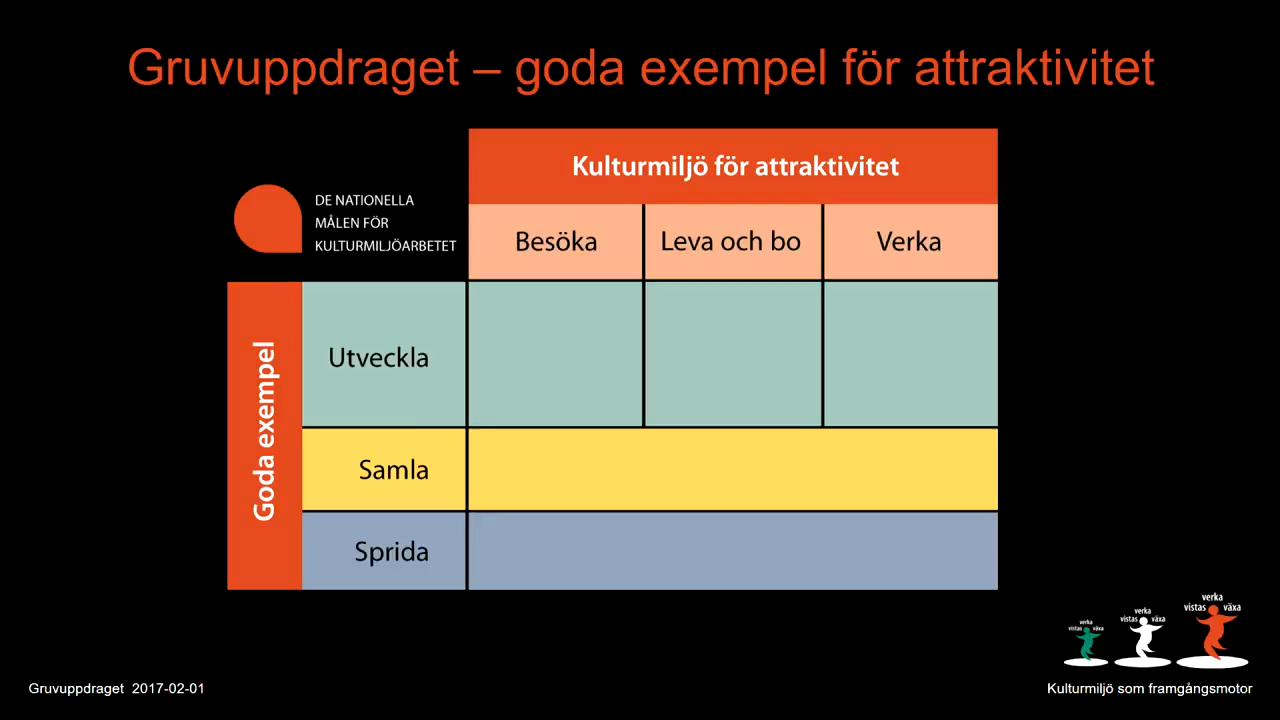 Gruvuppdraget – goda exempel för attraktivitet
Kulturmiljö för attraktivitet
DE NATIONELLA
MÅLEN FÖR
KULTURMILJÖARBETET
Besöka
Leva och bo
Verka
Goda exempel
Utveckla
Samla
Sprida
verka
vistas växa
verka
vistas växa
verka
vistas växa
Gruvuppdraget 2017-02-01
Kulturmiljö som framgångsmotor